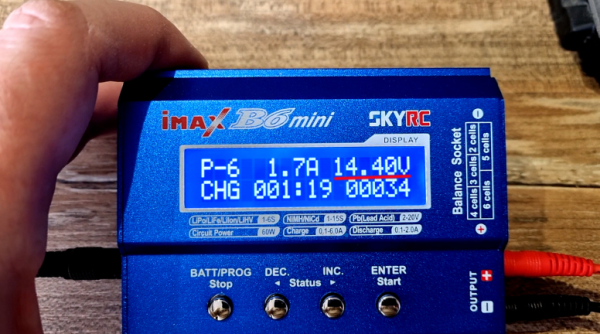 iMAX B6 mini
SKYRC
DISPLAY
P-6 1.7A 14.40V
CHG 001:19 00034
LiPo/LiFe/LiIon/LiHV 1-6S NiMH/NiCd 1-15S Pb(Lead Acid) 2-20V
Circuit Power 60W Charge 0.1-6.0A Discharge 0.1-2.0A
BATT/PROG DEC. INC. ENTER
Stop ◄ Status ► Start
Balance Socket
4 cells 3 cells 2 cells
6 cells 5 cells
OUTPUT